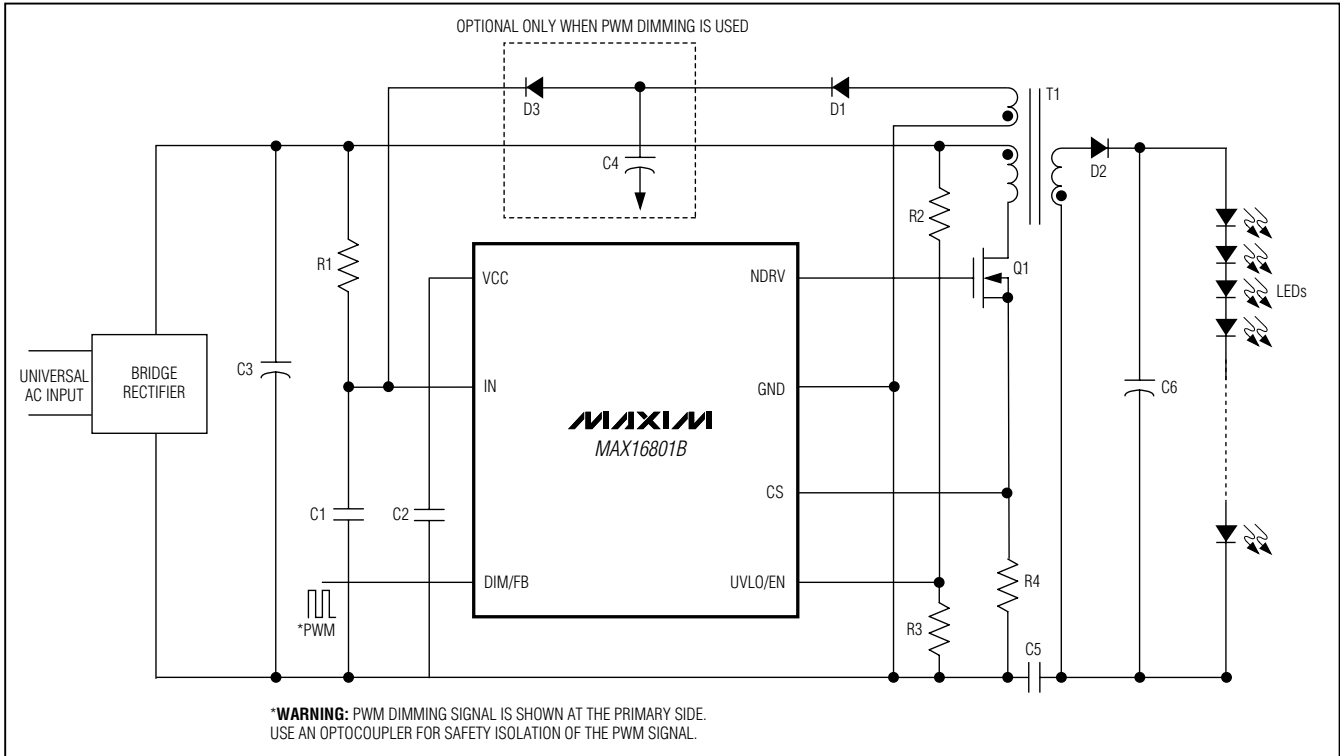 OPTIONAL ONLY WHEN PWM DIMMING IS USED
D3
D1
T1
C4
D2
R2
R1
VCC
NDRV
Q1
LEDs
UNIVERSAL
AC INPUT
BRIDGE
RECTIFIER
C3
IN
GND
C6
MAXIM
MAX16801B
CS
C1
C2
DIM/FB
UVLO/EN
R4
*PWM
R3
C5
*WARNING: PWM DIMMING SIGNAL IS SHOWN AT THE PRIMARY SIDE.
USE AN OPTOCOUPLER FOR SAFETY ISOLATION OF THE PWM SIGNAL.